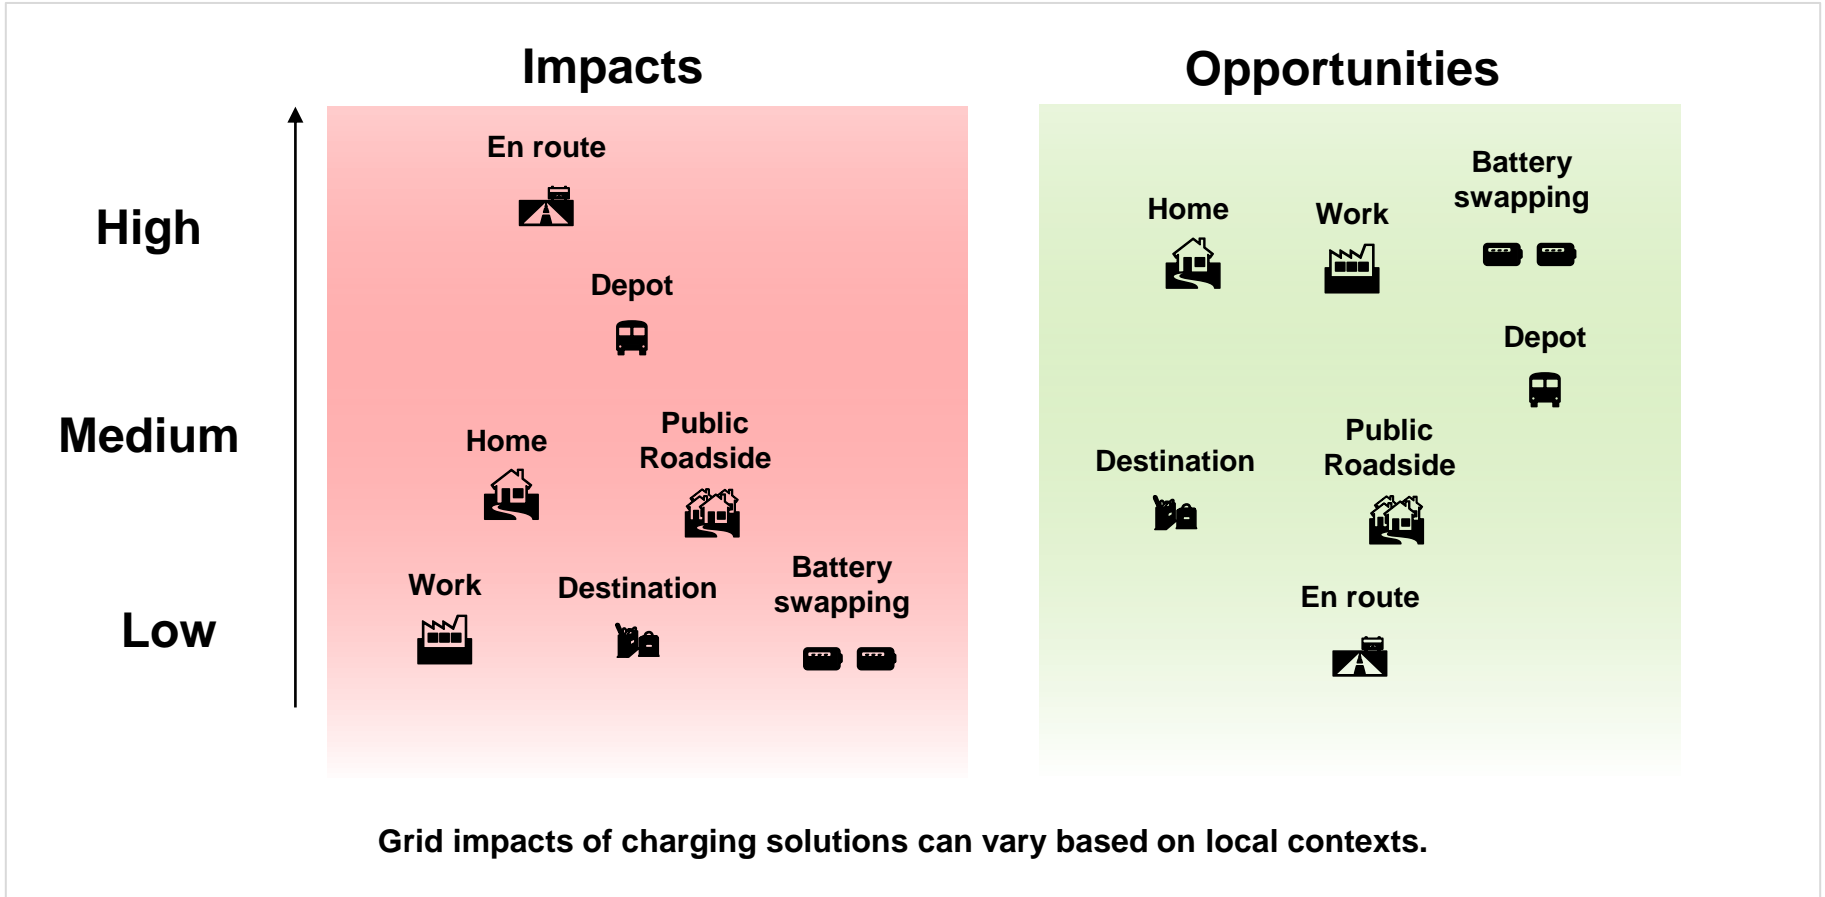 Impacts
Opportunities
High
Medium
Low
En route
Depot
Home
Public
Roadside
Work
Destination
Battery
swapping
Home
Work
Battery
swapping
Depot
Destination
Public
Roadside
En route
Grid impacts of charging solutions can vary based on local contexts.